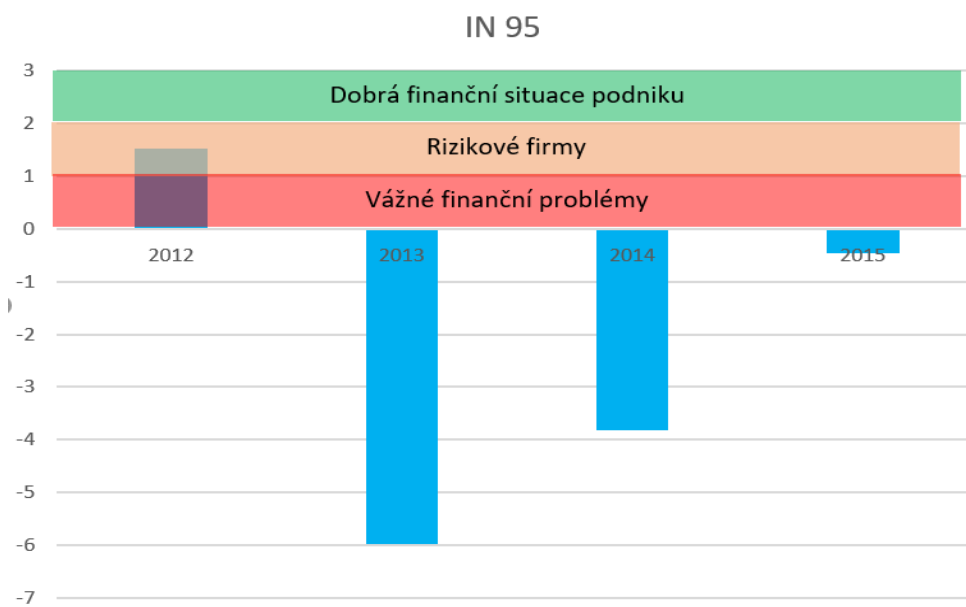 IN 95
3
Dobrá finanční situace podniku
2
Rizikové firmy
1
Vážné finanční problémy
0
2012 2013 2014 2015
-1
-2
-3
-4
-5
-6
-7